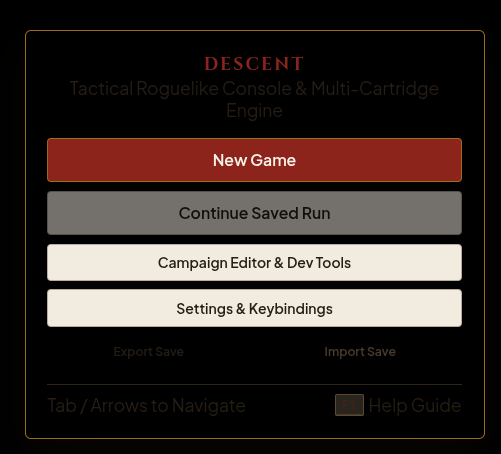 DESCENT
Tactical Roguelike Console & Multi-Cartridge
Engine
New Game
Continue Saved Run
Campaign Editor & Dev Tools
Settings & Keybindings
Export Save
Import Save
Tab / Arrows to Navigate
Help Guide